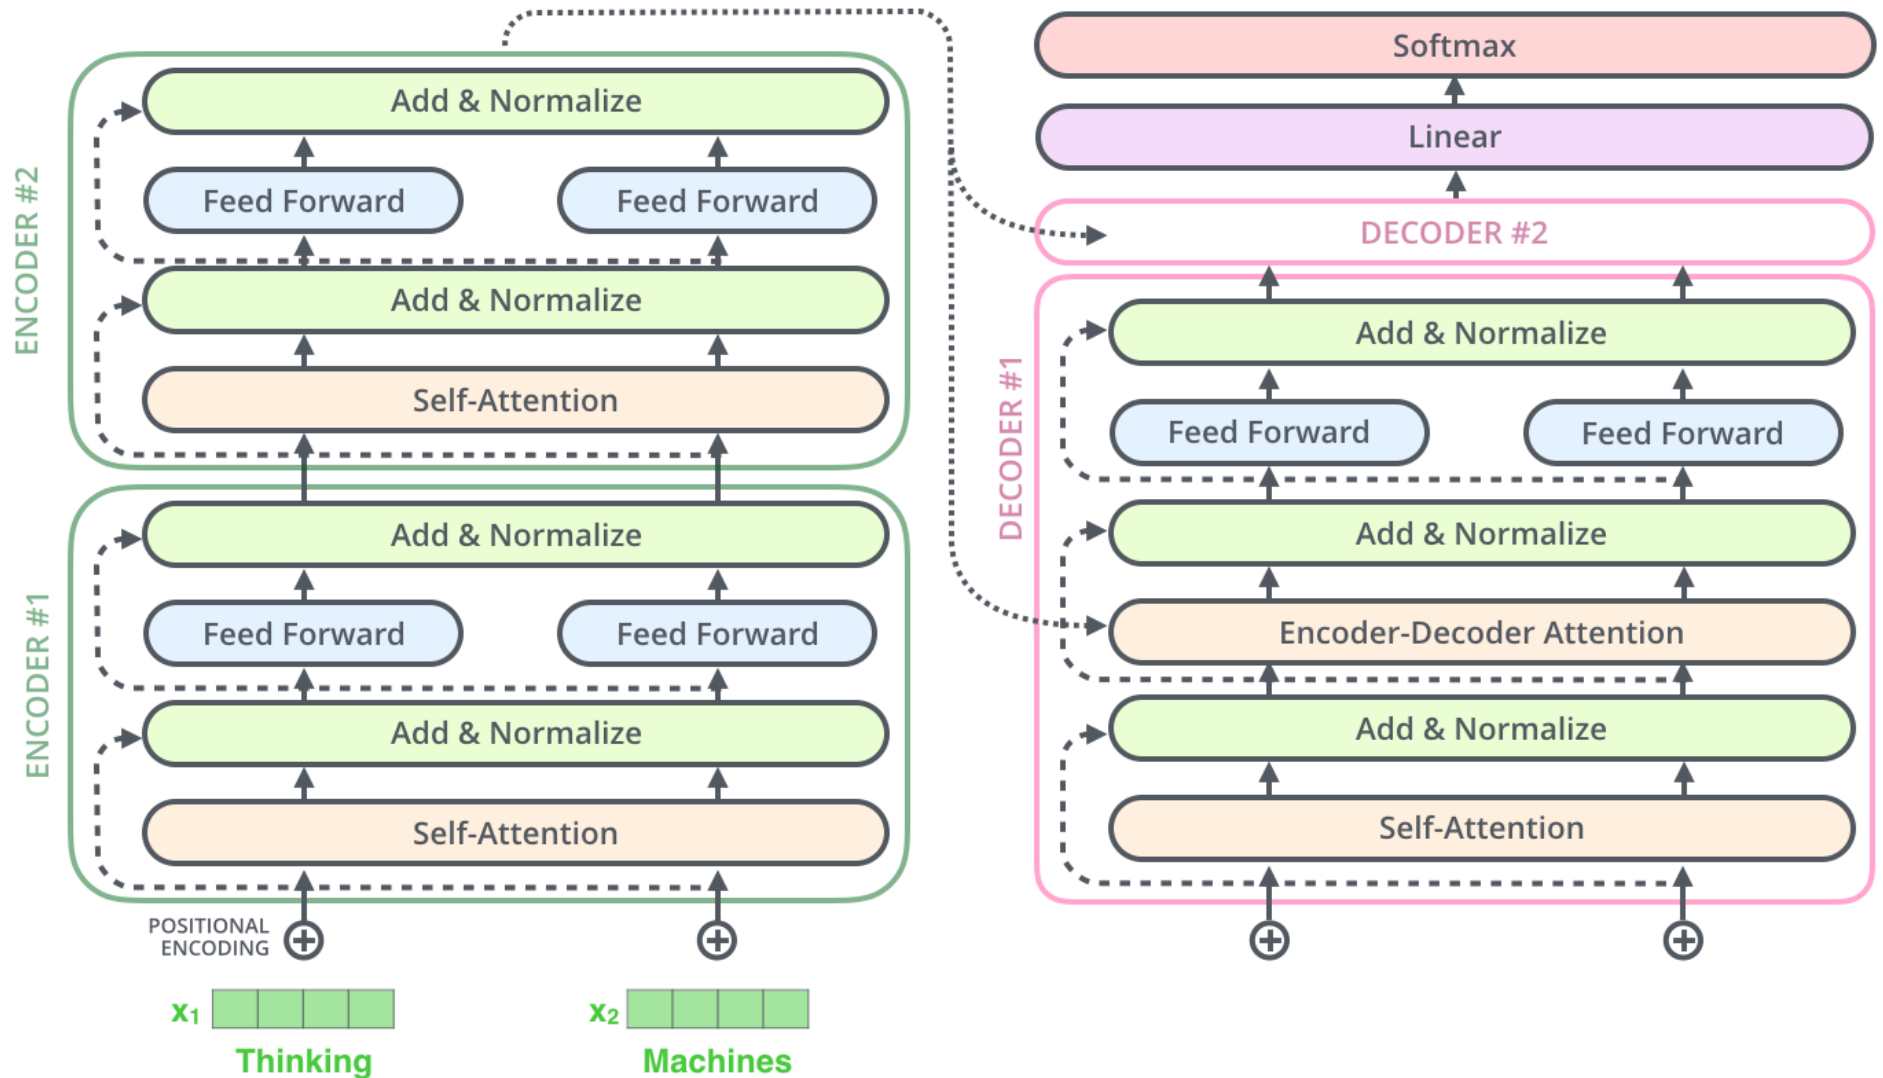 ENCODER #2
Add & Normalize
Feed Forward
Feed Forward
Add & Normalize
Self-Attention
ENCODER #1
Add & Normalize
Feed Forward
Feed Forward
Add & Normalize
Self-Attention
POSITIONAL
ENCODING
x₁
Thinking
x₂
Machines
Softmax
Linear
DECODER #2
DECODER #1
Add & Normalize
Feed Forward
Feed Forward
Add & Normalize
Encoder-Decoder Attention
Add & Normalize
Self-Attention